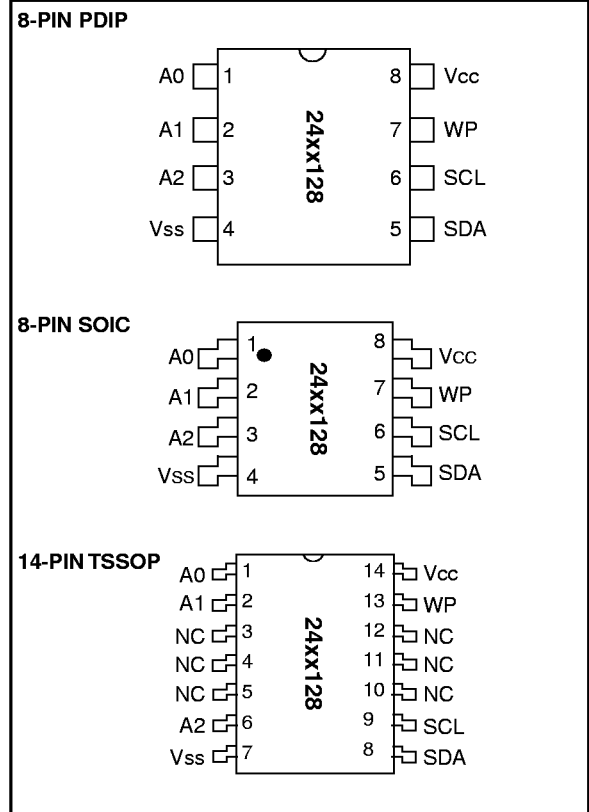 8-PIN PDIP
A0 1 8 Vcc
A1 2 7 WP
A2 3 6 SCL
Vss 4 5 SDA
24xx128
8-PIN SOIC
A0 1 8 VCC
A1 2 7 WP
A2 3 6 SCL
VSS 4 5 SDA
24xx128
14-PIN TSSOP
A0 1 14 Vcc
A1 2 13 WP
NC 3 12 NC
NC 4 11 NC
NC 5 10 NC
A2 6 9 SCL
Vss 7 8 SDA
24xx128